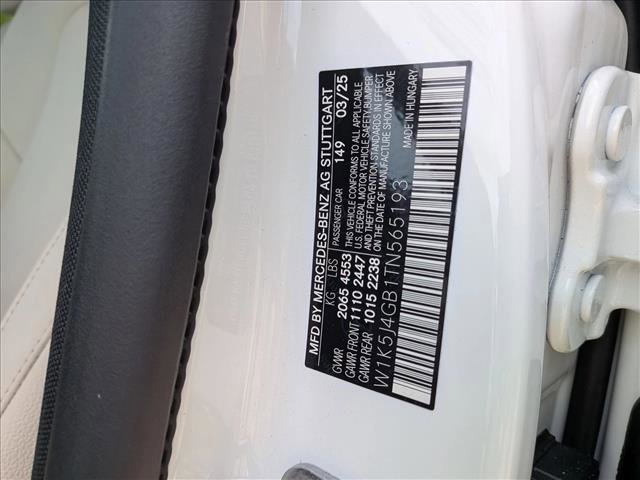 MFD BY MERCEDES-BENZ AG STUTTGART
KG LBS PASSENGER CAR 149 03/25
GVWR 2065 4553 THIS VEHICLE CONFORMS TO ALL APPLICABLE
GAWR FRONT 1110 2447 U.S. FEDERAL MOTOR VEHICLE SAFETY, BUMPER
GAWR REAR 1015 2238 AND THEFT PREVENTION STANDARDS IN EFFECT
ON THE DATE OF MANUFACTURE SHOWN ABOVE
W1K5J4GB1TN565193
MADE IN HUNGARY